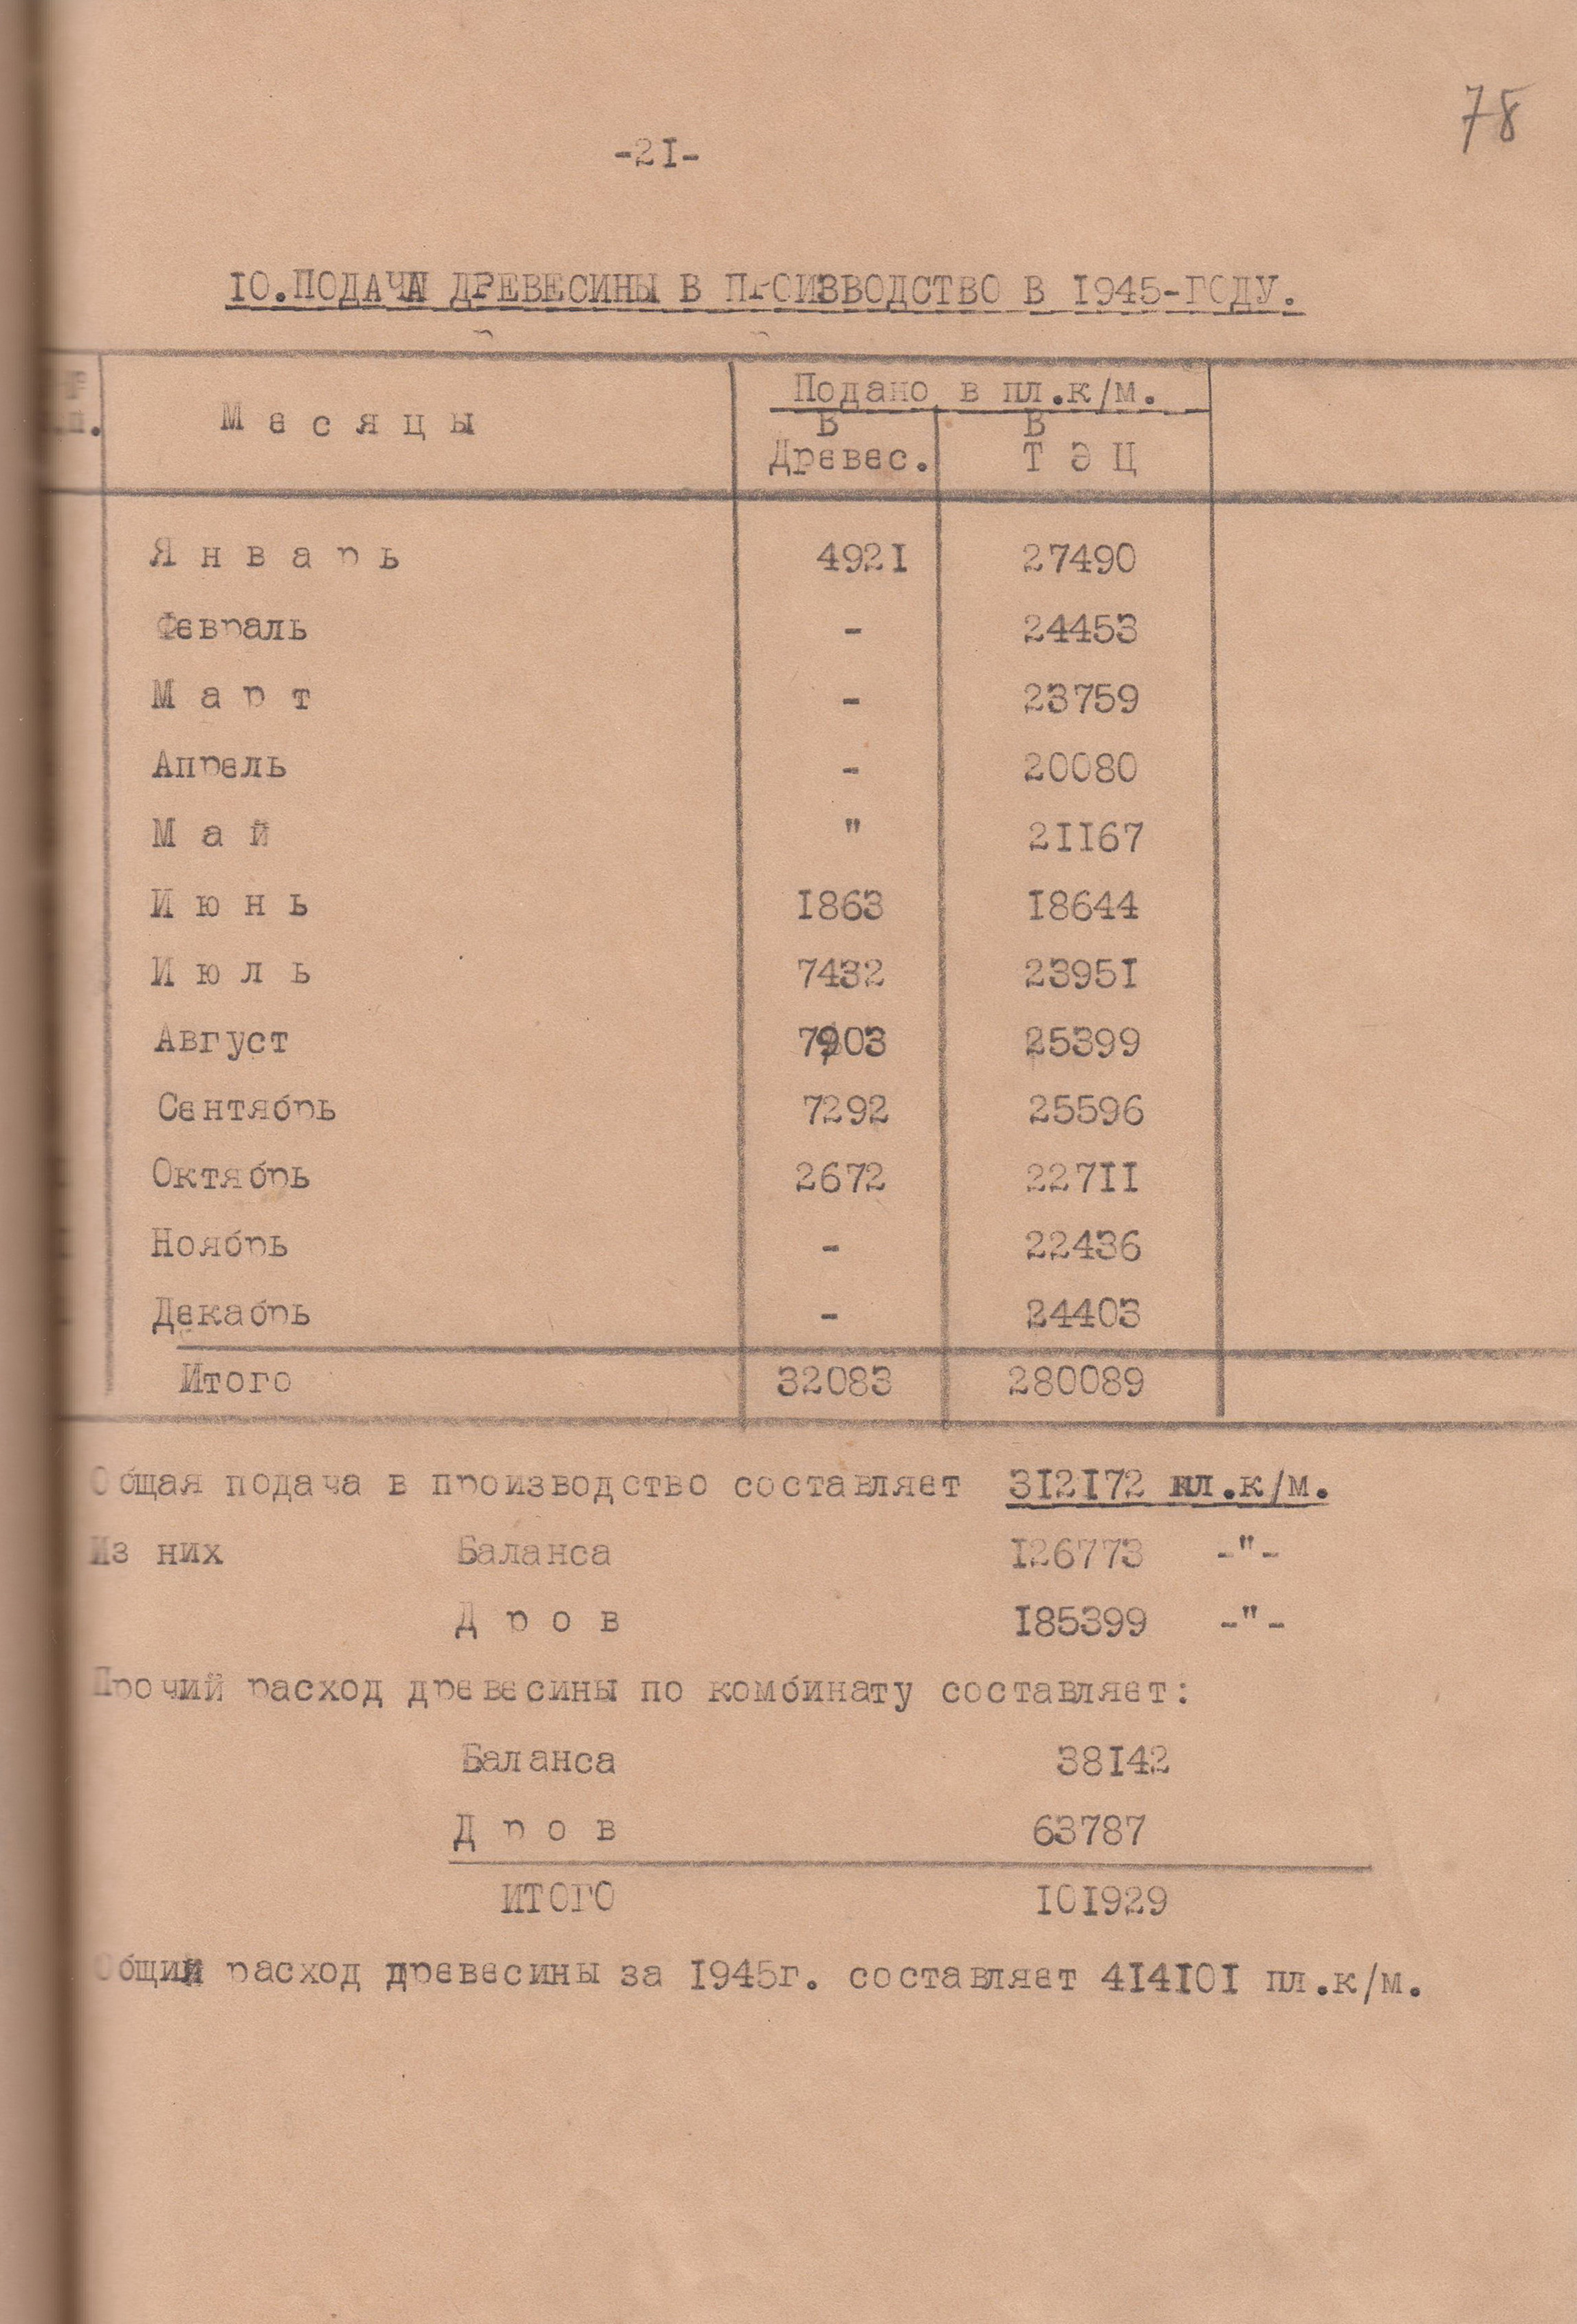 78
-21-
10.ПОДАЧА ДРЕВЕСИНЫ В ПРОИЗВОДСТВО В 1945-ГОДУ.
п. Месяцы Подано в пл.к/м.
В Древес. В ТЭЦ
Январь 4921 27490
Февраль - 24453
Март - 23759
Апрель - 20080
Май " 21167
Июнь 1863 18644
Июль 7432 23951
Август 7903 25399
Сентябрь 7292 25596
Октябрь 2672 22711
Ноябрь - 22436
Декабрь - 24403
Итого 32083 280089
Общая подача в производство составляет 312172 пл.к/м.
Из них Баланса 126773 -"-
Дров 185399 -"-
Прочий расход древесины по комбинату составляет:
Баланса 38142
Дров 63787
ИТОГО 101929
Общий расход древесины за 1945г. составляет 414101 пл.к/м.